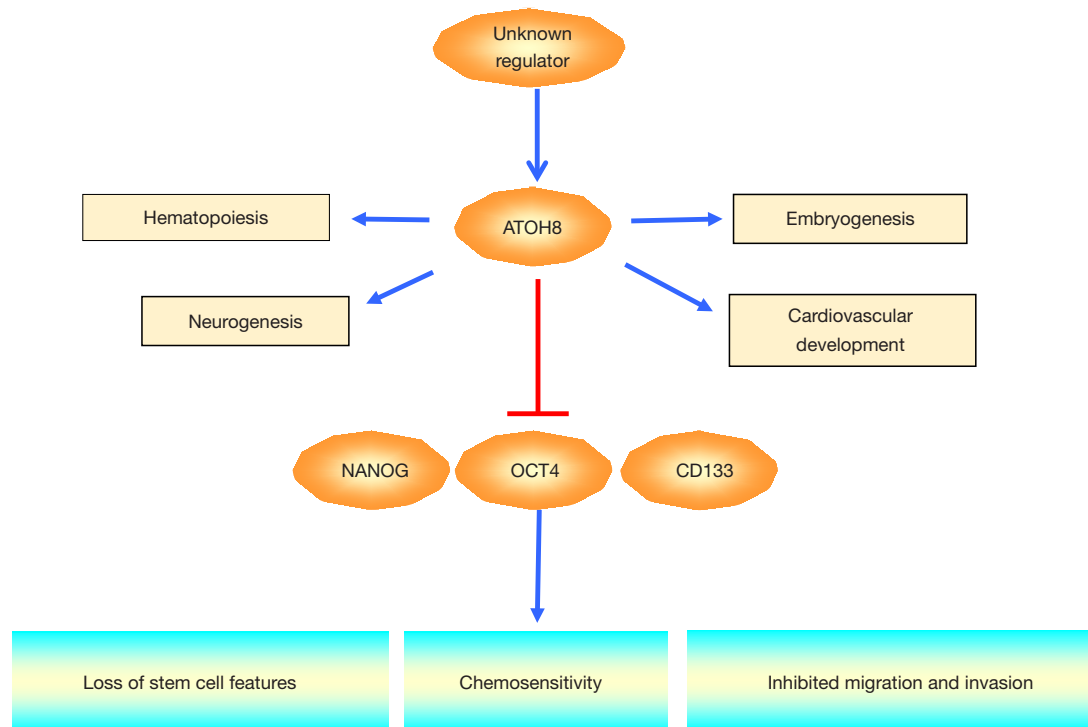 Unknown
regulator
Hematopoiesis
ATOH8
Embryogenesis
Neurogenesis
Cardiovascular
development
NANOG
OCT4
CD133
Loss of stem cell features
Chemosensitivity
Inhibited migration and invasion